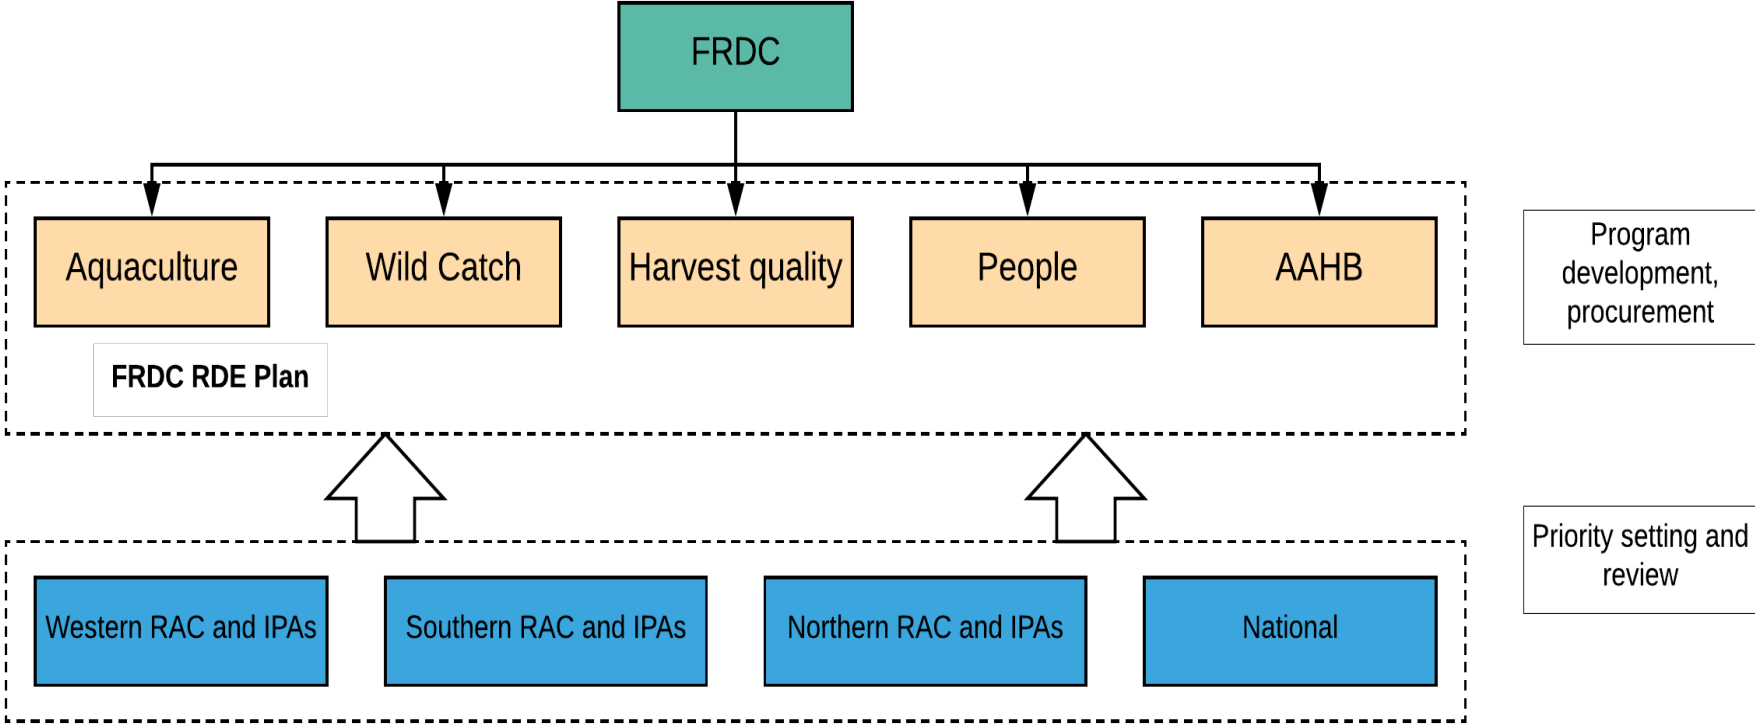 FRDC
Aquaculture
Wild Catch
Harvest quality
People
AAHB
Program
development,
procurement
FRDC RDE Plan
Priority setting and
review
Western RAC and IPAs
Southern RAC and IPAs
Northern RAC and IPAs
National